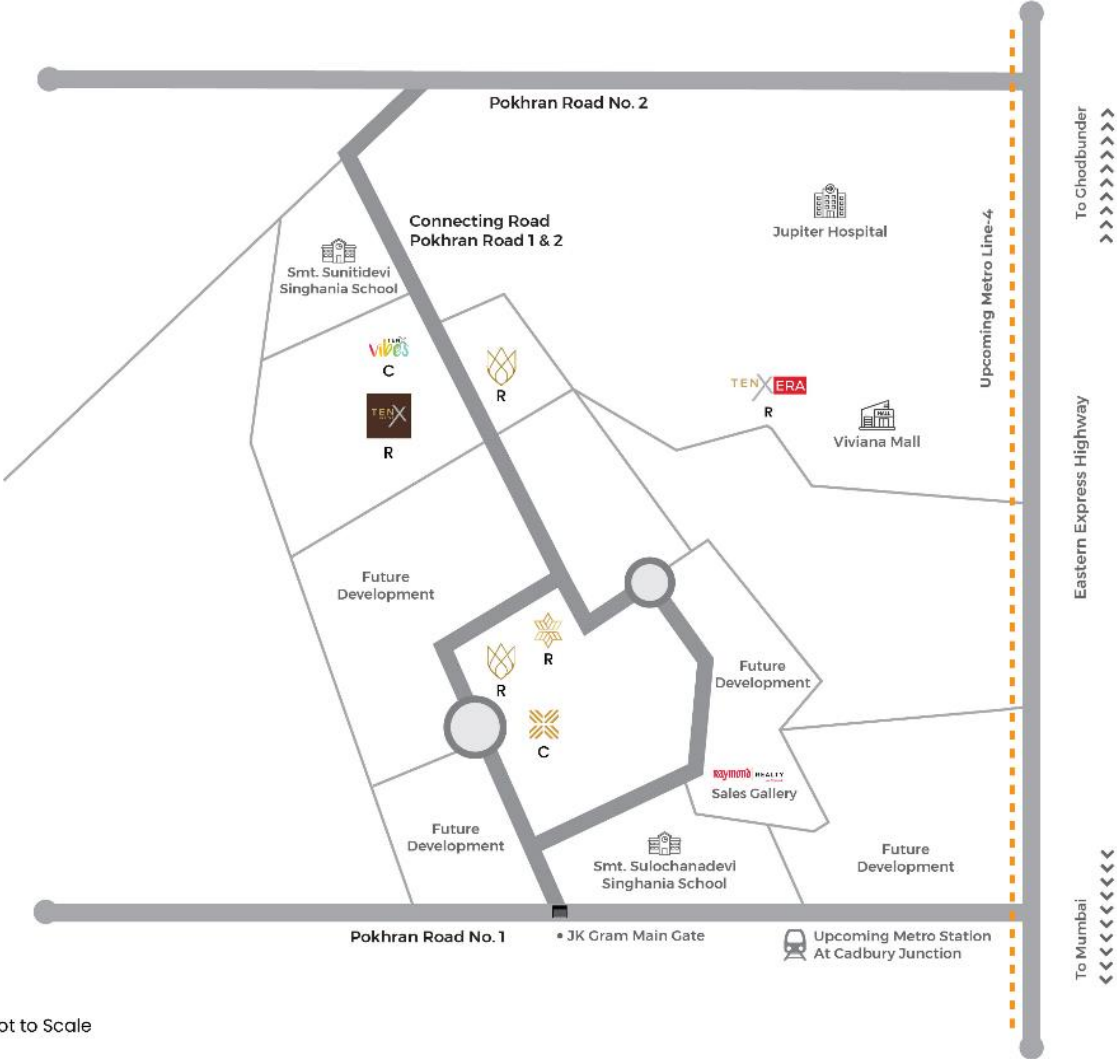 Pokhran Road No. 2
To Ghodbunder
Connecting Road
Pokhran Road 1 & 2
Jupiter Hospital
Upcoming Metro Line-4
Smt. Sunitidevi
Singhania School
TEN X
vibes
C
TEN X
R
R
TEN X ERA
R
MALL
Viviana Mall
Eastern Express Highway
Future
Development
R
R
C
Future
Development
Raymond REALTY
Sales Gallery
Future
Development
Smt. Sulochanadevi
Singhania School
Future
Development
To Mumbai
Pokhran Road No. 1
• JK Gram Main Gate
Upcoming Metro Station
At Cadbury Junction
ot to Scale